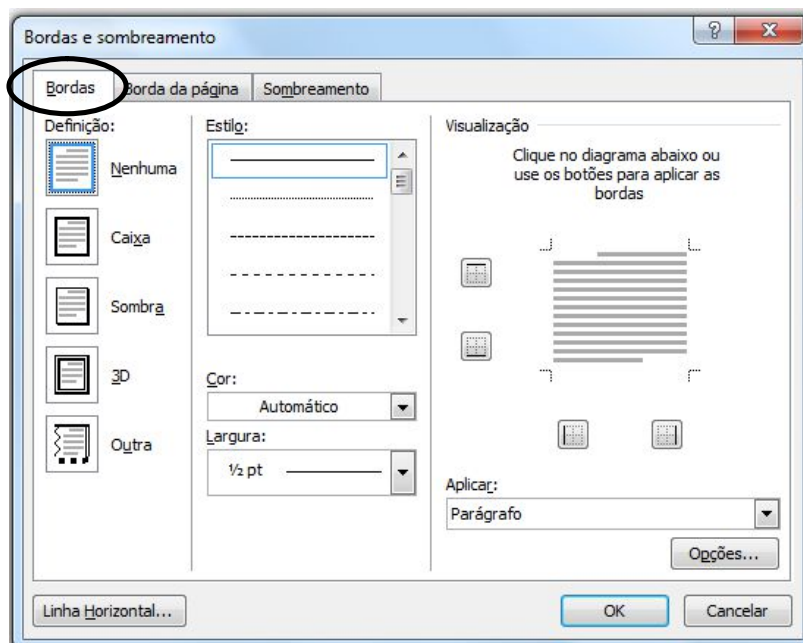 Bordas e sombreamento
Bordas
Borda da página
Sombreamento
Definição:
Nenhuma
Caixa
Sombra
3D
Outra
Estilo:
Cor:
Automático
Largura:
½ pt
Visualização
Clique no diagrama abaixo ou
use os botões para aplicar as
bordas
Aplicar:
Parágrafo
Opções...
Linha Horizontal...
OK
Cancelar